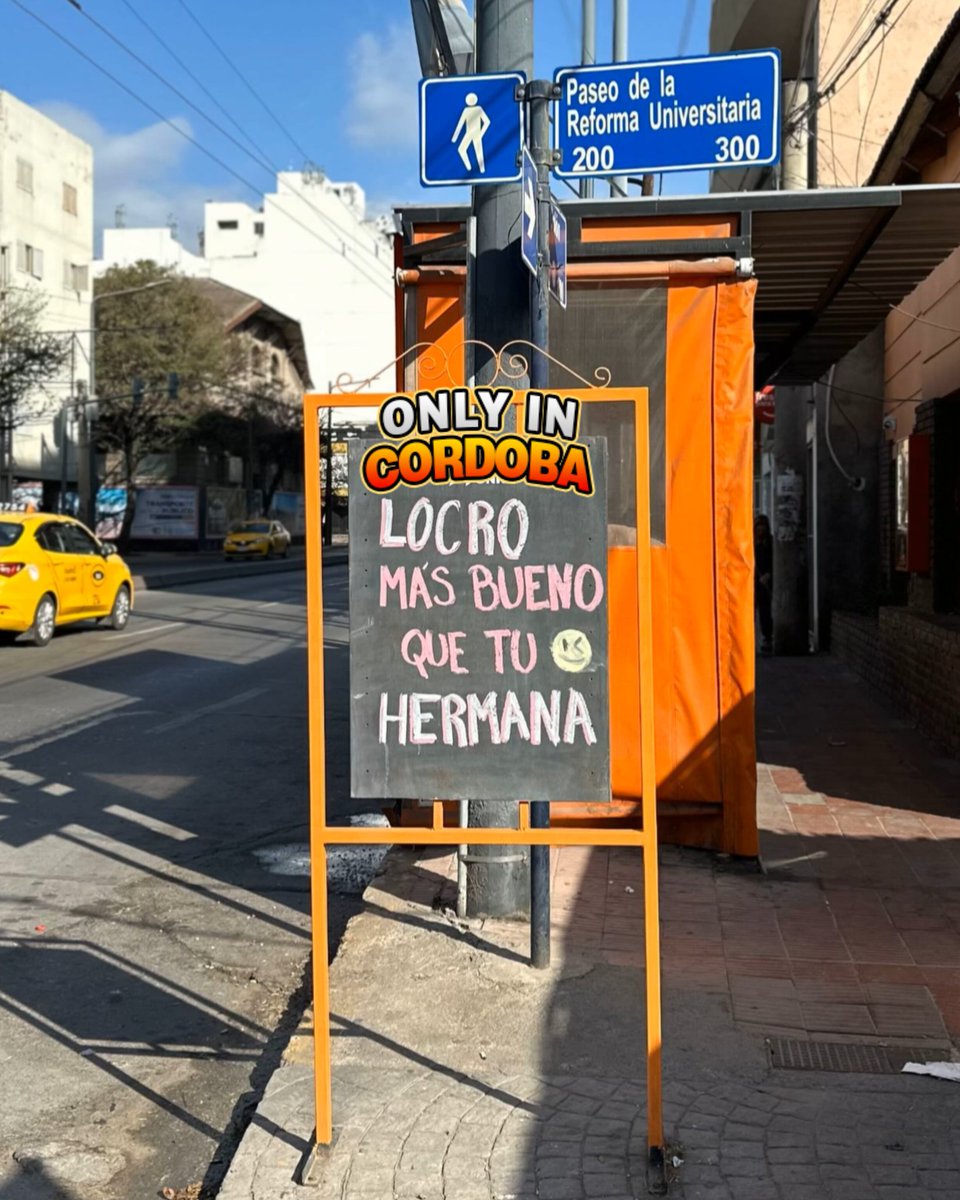 Paseo de la
Reforma Universitaria
200 300
ONLY IN
CORDOBA
LOCRO
MÁS BUENO
QUE TU
HERMANA